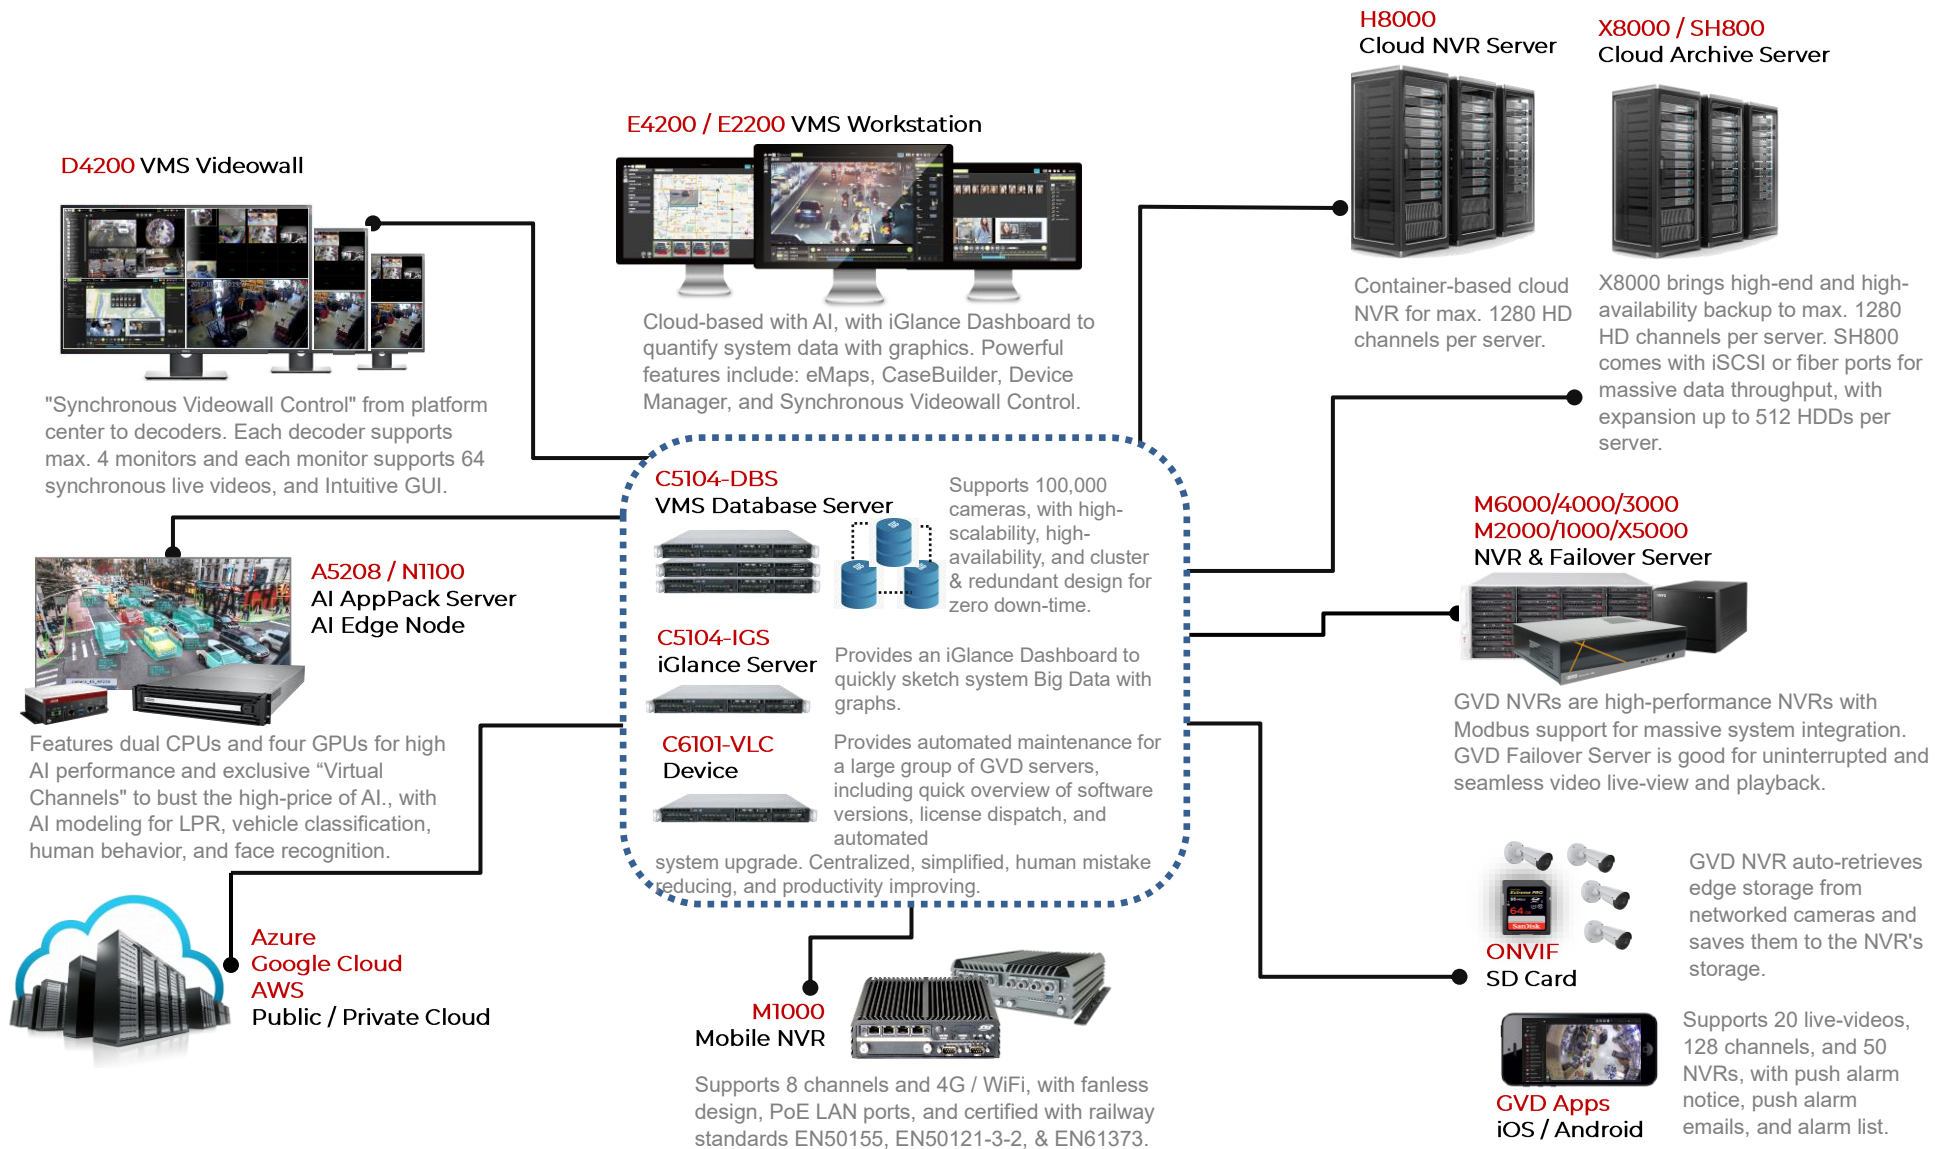 H8000
Cloud NVR Server
X8000 / SH800
Cloud Archive Server
E4200 / E2200 VMS Workstation
D4200 VMS Videowall
Container-based cloud
NVR for max. 1280 HD
channels per server.
X8000 brings high-end and high-
availability backup to max. 1280
HD channels per server. SH800
comes with iSCSI or fiber ports for
massive data throughput, with
expansion up to 512 HDDs per
server.
Cloud-based with AI, with iGlance Dashboard to
quantify system data with graphics. Powerful
features include: eMaps, CaseBuilder, Device
Manager, and Synchronous Videowall Control.
"Synchronous Videowall Control" from platform
center to decoders. Each decoder supports
max. 4 monitors and each monitor supports 64
synchronous live videos, and Intuitive GUI.
C5104-DBS
VMS Database Server
Supports 100,000
cameras, with high-
scalability, high-
availability, and cluster
& redundant design for
zero down-time.
M6000/4000/3000
M2000/1000/X5000
NVR & Failover Server
A5208 / N1100
AI AppPack Server
AI Edge Node
C5104-IGS
iGlance Server
Provides an iGlance Dashboard to
quickly sketch system Big Data with
graphs.
GVD NVRs are high-performance NVRs with
Modbus support for massive system integration.
GVD Failover Server is good for uninterrupted and
seamless video live-view and playback.
Features dual CPUs and four GPUs for high
AI performance and exclusive “Virtual
Channels" to bust the high-price of AI., with
AI modeling for LPR, vehicle classification,
human behavior, and face recognition.
C6101-VLC
Device
Provides automated maintenance for
a large group of GVD servers,
including quick overview of software
versions, license dispatch, and
automated
system upgrade. Centralized, simplified, human mistake
reducing, and productivity improving.
Extreme PRO
64
SanDisk
ONVIF
SD Card
GVD NVR auto-retrieves
edge storage from
networked cameras and
saves them to the NVR's
storage.
Azure
Google Cloud
AWS
Public / Private Cloud
M1000
Mobile NVR
Supports 8 channels and 4G / WiFi, with fanless
design, PoE LAN ports, and certified with railway
standards EN50155, EN50121-3-2, & EN61373.
GVD Apps
iOS / Android
Supports 20 live-videos,
128 channels, and 50
NVRs, with push alarm
notice, push alarm
emails, and alarm list.